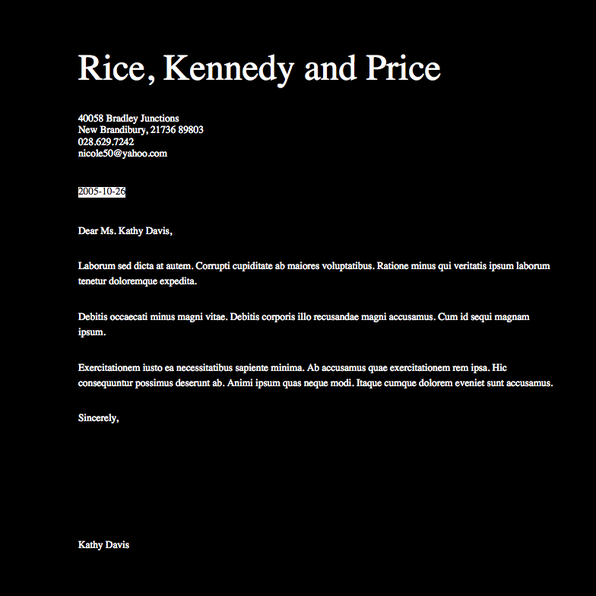 Rice, Kennedy and Price
40058 Bradley Junctions
New Brandibury, 21736 89803
028.629.7242
nicole50@yahoo.com
2005-10-26
Dear Ms. Kathy Davis,
Laborum sed dicta at autem. Corrupti cupiditate ab maiores voluptatibus. Ratione minus qui veritatis ipsum laborum
tenetur doloremque expedita.
Debitis occaecati minus magni vitae. Debitis corporis illo recusandae magni accusamus. Cum id sequi magnam
ipsum.
Exercitationem iusto ea necessitatibus sapiente minima. Ab accusamus quae exercitationem rem ipsa. Hic
consequuntur possimus deserunt ab. Animi ipsum quas neque modi. Itaque cumque dolorem eveniet sunt accusamus.
Sincerely,
Kathy Davis